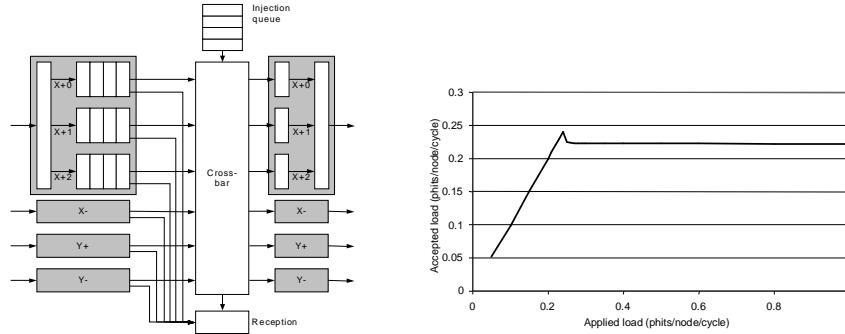 Injection
queue
X+0
X+1
X+2
X-
Y+
Y-
Cross-
bar
X+0
X+1
X+2
X-
Y+
Y-
Reception
Accepted load (phits/node/cycle)
0.3
0.25
0.2
0.15
0.1
0.05
0
0
0.2
0.4
0.6
0.8
Applied load (phits/node/cycle)